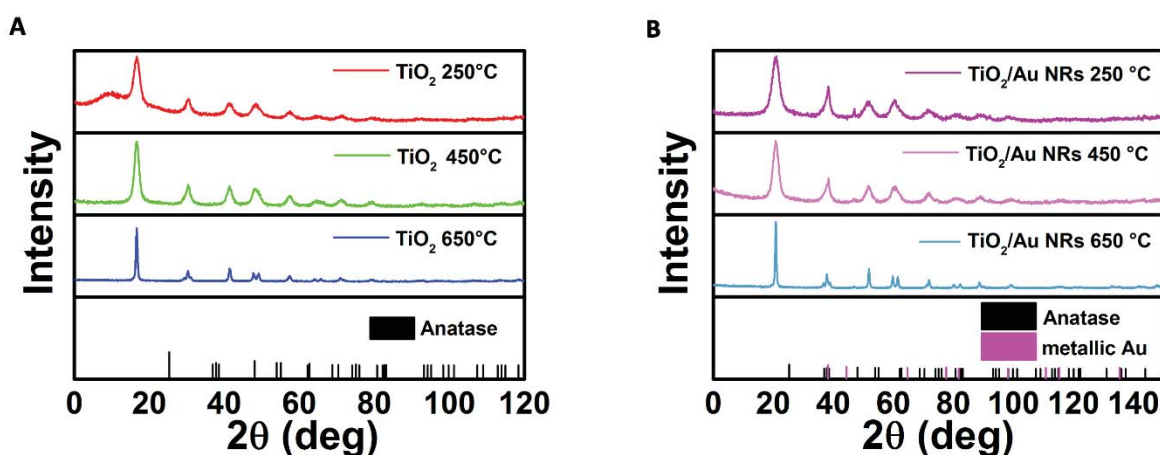 A
B
TiO2 250°C
TiO2 450°C
TiO2 650°C
Anatase
Intensity
0 20 40 60 80 100 120
2θ (deg)
TiO2/Au NRs 250 °C
TiO2/Au NRs 450 °C
TiO2/Au NRs 650 °C
Anatase
metallic Au
Intensity
0 20 40 60 80 100 120 140
2θ (deg)